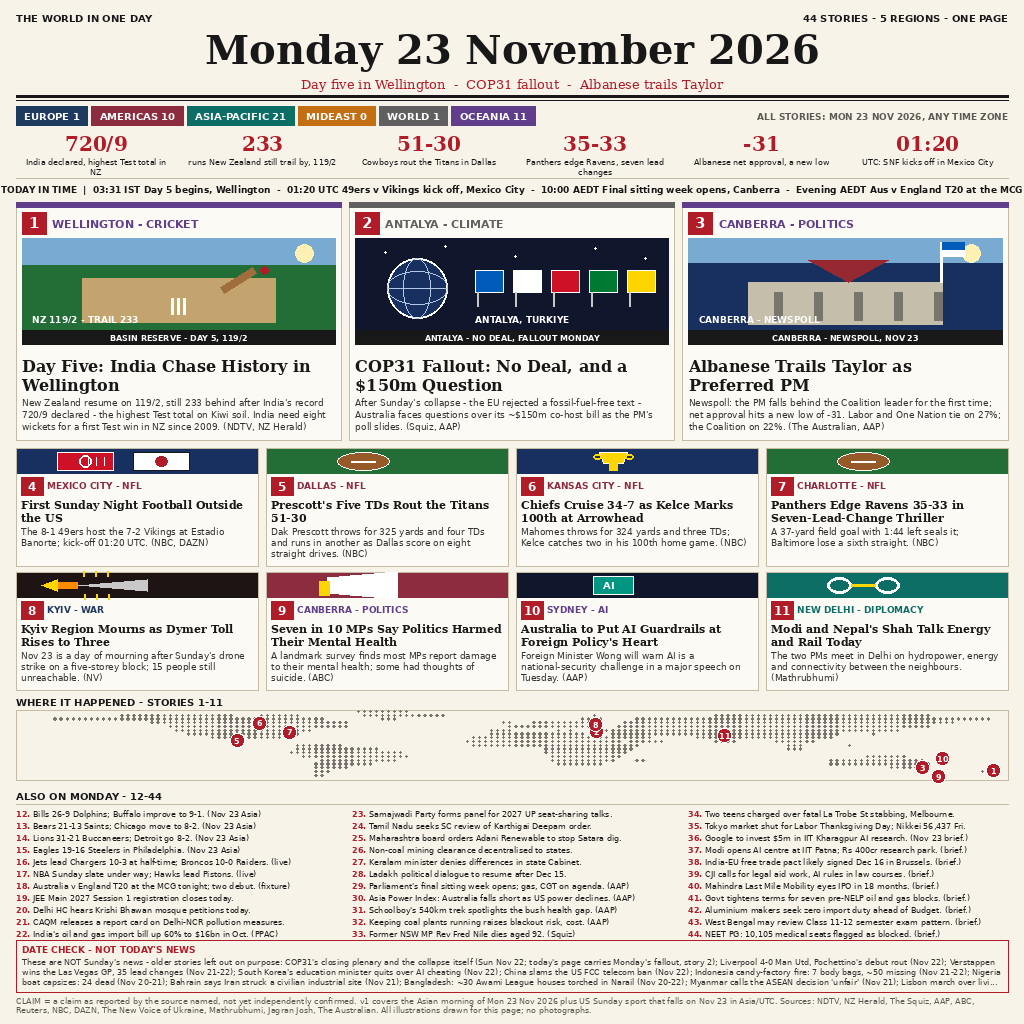 THE WORLD IN ONE DAY
44 STORIES - 5 REGIONS - ONE PAGE
Monday 23 November 2026
Day five in Wellington - COP31 fallout - Albanese trails Taylor
EUROPE 1
AMERICAS 10
ASIA-PACIFIC 21
MIDEAST 0
WORLD 1
OCEANIA 11
ALL STORIES: MON 23 NOV 2026, ANY TIME ZONE
720/9
India declared, highest Test total in
NZ
233
runs New Zealand still trail by, 119/2
51-30
Cowboys rout the Titans in Dallas
35-33
Panthers edge Ravens, seven lead
changes
-31
Albanese net approval, a new low
01:20
UTC: SNF kicks off in Mexico City
TODAY IN TIME | 03:31 IST Day 5 begins, Wellington - 01:20 UTC 49ers v Vikings kick off, Mexico City - 10:00 AEDT Final sitting week opens, Canberra - Evening AEDT Aus v England T20 at the MCG
1 WELLINGTON - CRICKET
NZ 119/2 - TRAIL 233
BASIN RESERVE - DAY 5, 119/2
Day Five: India Chase History in
Wellington
New Zealand resume on 119/2, still 233 behind after India's record
720/9 declared - the highest Test total on Kiwi soil. India need eight
wickets for a first Test win in NZ since 2009. (NDTV, NZ Herald)
2 ANTALYA - CLIMATE
ANTALYA, TURKIYE
ANTALYA - NO DEAL, FALLOUT MONDAY
COP31 Fallout: No Deal, and a
$150m Question
After Sunday's collapse - the EU rejected a fossil-fuel-free text -
Australia faces questions over its ~$150m co-host bill as the PM's
poll slides. (Squiz, AAP)
3 CANBERRA - POLITICS
CANBERRA - NEWSPOLL
CANBERRA - NEWSPOLL, NOV 23
Albanese Trails Taylor as
Preferred PM
Newspoll: the PM falls behind the Coalition leader for the first time;
net approval hits a new low of -31. Labor and One Nation tie on 27%;
the Coalition on 22%. (The Australian, AAP)
4 MEXICO CITY - NFL
First Sunday Night Football Outside
the US
The 8-1 49ers host the 7-2 Vikings at Estadio
Banorte; kick-off 01:20 UTC. (NBC, DAZN)
5 DALLAS - NFL
Prescott's Five TDs Rout the Titans
51-30
Dak Prescott throws for 325 yards and four TDs
and runs in another as Dallas score on eight
straight drives. (NBC)
6 KANSAS CITY - NFL
Chiefs Cruise 34-7 as Kelce Marks
100th at Arrowhead
Mahomes throws for 324 yards and three TDs;
Kelce catches two in his 100th home game. (NBC)
7 CHARLOTTE - NFL
Panthers Edge Ravens 35-33 in
Seven-Lead-Change Thriller
A 37-yard field goal with 1:44 left seals it;
Baltimore lose a sixth straight. (NBC)
8 KYIV - WAR
Kyiv Region Mourns as Dymer Toll
Rises to Three
Nov 23 is a day of mourning after Sunday's drone
strike on a five-storey block; 15 people still
unreachable. (NV)
9 CANBERRA - POLITICS
Seven in 10 MPs Say Politics Harmed
Their Mental Health
A landmark survey finds most MPs report damage
to their mental health; some had thoughts of
suicide. (ABC)
AI
10 SYDNEY - AI
Australia to Put AI Guardrails at
Foreign Policy's Heart
Foreign Minister Wong will warn AI is a
national-security challenge in a major speech on
Tuesday. (AAP)
11 NEW DELHI - DIPLOMACY
Modi and Nepal's Shah Talk Energy
and Rail Today
The two PMs meet in Delhi on hydropower, energy
and connectivity between the neighbours.
(Mathrubhumi)
WHERE IT HAPPENED - STORIES 1-11
6
7
5
8
2
11
3
10
9
1
ALSO ON MONDAY - 12-44
12. Bills 26-9 Dolphins; Buffalo improve to 9-1. (Nov 23 Asia)
13. Bears 21-13 Saints; Chicago move to 8-2. (Nov 23 Asia)
14. Lions 31-21 Buccaneers; Detroit go 8-2. (Nov 23 Asia)
15. Eagles 19-16 Steelers in Philadelphia. (Nov 23 Asia)
16. Jets lead Chargers 10-3 at half-time; Broncos 10-0 Raiders. (live)
17. NBA Sunday slate under way; Hawks lead Pistons. (live)
18. Australia v England T20 at the MCG tonight; two debut. (fixture)
19. JEE Main 2027 Session 1 registration closes today.
20. Delhi HC hears Krishi Bhawan mosque petitions today.
21. CAQM releases a report card on Delhi-NCR pollution measures.
22. India's oil and gas import bill up 60% to $16bn in Oct. (PPAC)
23. Samajwadi Party forms panel for 2027 UP seat-sharing talks.
24. Tamil Nadu seeks SC review of Karthigai Deepam order.
25. Maharashtra board orders Adani Renewable to stop Satara dig.
26. Non-coal mining clearance decentralised to states.
27. Keralam minister denies differences in state Cabinet.
28. Ladakh political dialogue to resume after Dec 15.
29. Parliament's final sitting week opens; gas, CGT on agenda. (AAP)
30. Asia Power Index: Australia falls short as US power declines. (AAP)
31. Schoolboy's 540km trek spotlights the bush health gap. (AAP)
32. Keeping coal plants running raises blackout risk, cost. (AAP)
33. Former NSW MP Rev Fred Nile dies aged 92. (Squiz)
34. Two teens charged over fatal La Trobe St stabbing, Melbourne.
35. Tokyo market shut for Labor Thanksgiving Day; Nikkei 56,437 Fri.
36. Google to invest $5m in IIT Kharagpur AI research. (Nov 23 brief.)
37. Modi opens AI centre at IIT Patna; Rs 400cr research park. (brief.)
38. India-EU free trade pact likely signed Dec 16 in Brussels. (brief.)
39. CJI calls for legal aid work, AI rules in law courses. (brief.)
40. Mahindra Last Mile Mobility eyes IPO in 18 months. (brief.)
41. Govt tightens terms for seven pre-NELP oil and gas blocks. (brief.)
42. Aluminium makers seek zero import duty ahead of Budget. (brief.)
43. West Bengal may review Class 11-12 semester exam pattern. (brief.)
44. NEET PG: 10,105 medical seats flagged as blocked. (brief.)
DATE CHECK - NOT TODAY'S NEWS
These are NOT Sunday's news - older stories left out on purpose: COP31's closing plenary and the collapse itself (Sun Nov 22; today's page carries Monday's fallout, story 2); Liverpool 4-0 Man Utd, Pochettino's debut rout (Nov 22); Verstappen
wins the Las Vegas GP, 35 lead changes (Nov 21-22); South Korea's education minister quits over AI cheating (Nov 22); China slams the US FCC telecom ban (Nov 22); Indonesia candy-factory fire: 7 body bags, ~50 missing (Nov 21-22); Nigeria
boat capsizes: 24 dead (Nov 20-21); Bahrain says Iran struck a civilian industrial site (Nov 21); Bangladesh: ~30 Awami League houses torched in Narail (Nov 20-22); Myanmar calls the ASEAN decision 'unfair' (Nov 21); Lisbon march over livi...
CLAIM = a claim as reported by the source named, not yet independently confirmed. v1 covers the Asian morning of Mon 23 Nov 2026 plus US Sunday sport that falls on Nov 23 in Asia/UTC. Sources: NDTV, NZ Herald, The Squiz, AAP, ABC,
Reuters, NBC, DAZN, The New Voice of Ukraine, Mathrubhumi, Jagran Josh, The Australian. All illustrations drawn for this page; no photographs.